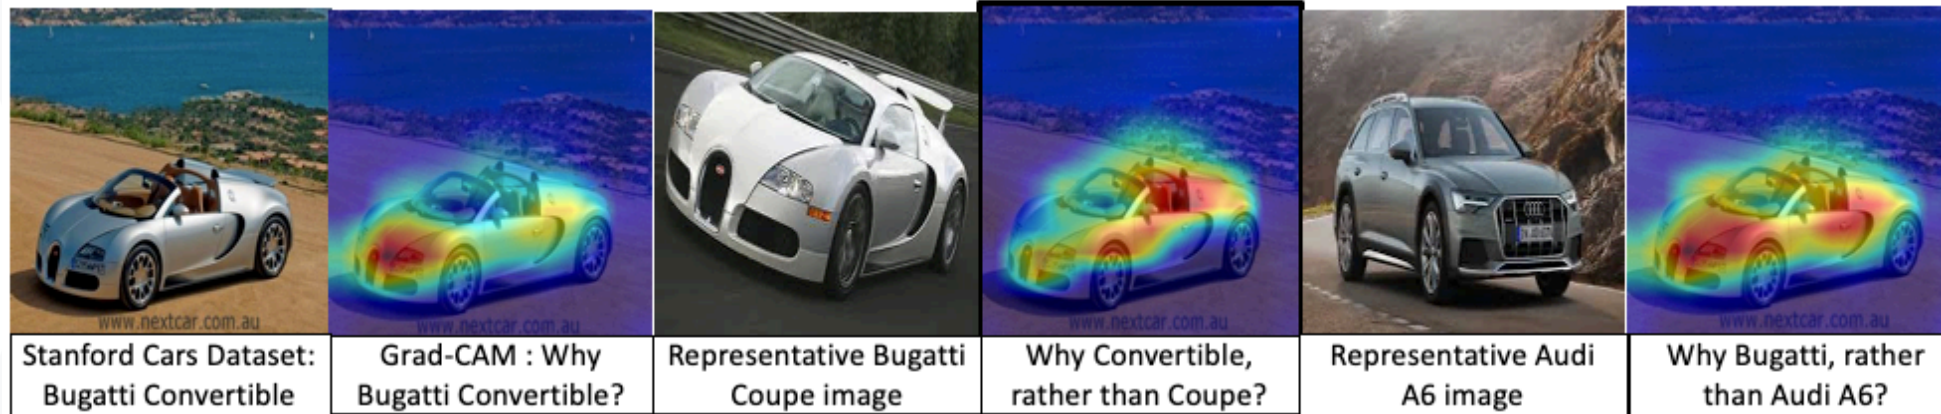 www.nextcar.com.au
www.nextcar.com.au
www.nextcar.com.au
www.nextcar.com.au
Stanford Cars Dataset:
Bugatti Convertible
Grad-CAM : Why
Bugatti Convertible?
Representative Bugatti
Coupe image
Why Convertible,
rather than Coupe?
Representative Audi
A6 image
Why Bugatti, rather
than Audi A6?